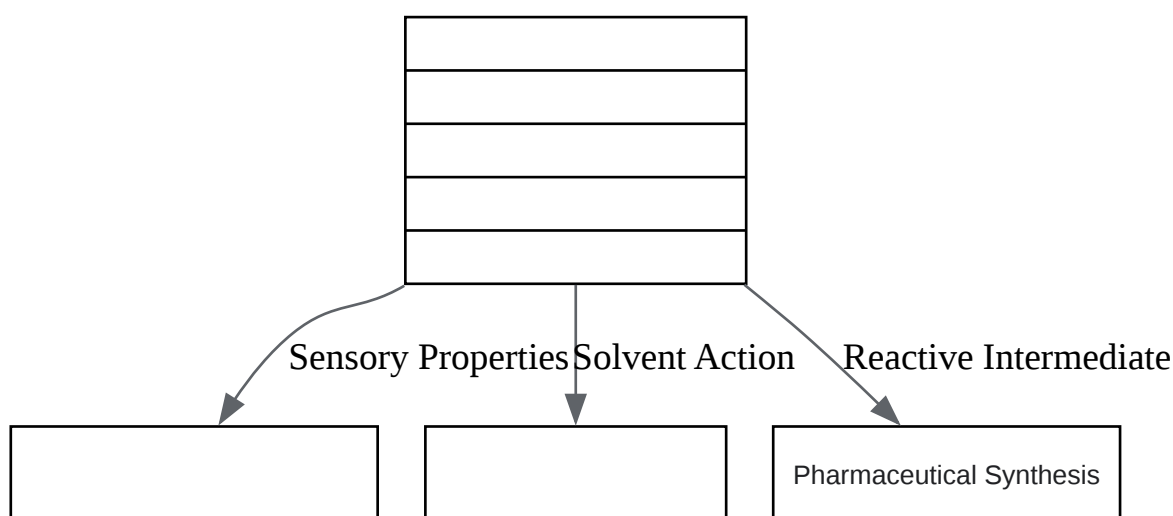 Sensory Properties
Solvent Action
Reactive Intermediate
Pharmaceutical Synthesis